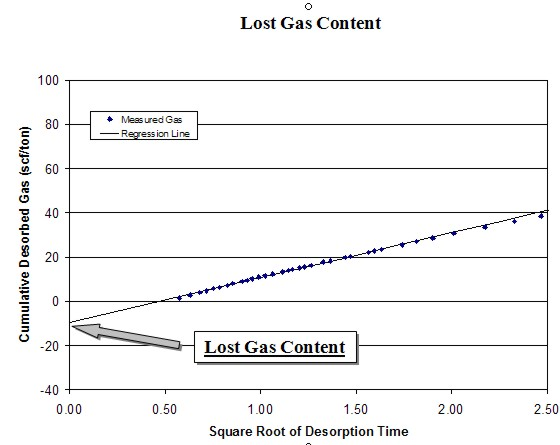 Lost Gas Content
100
80
60
40
20
0
-20
-40
Cumulative Desorbed Gas (scf/ton)
Measured Gas
Regression Line
Lost Gas Content
0.00 0.50 1.00 1.50 2.00 2.50
Square Root of Desorption Time